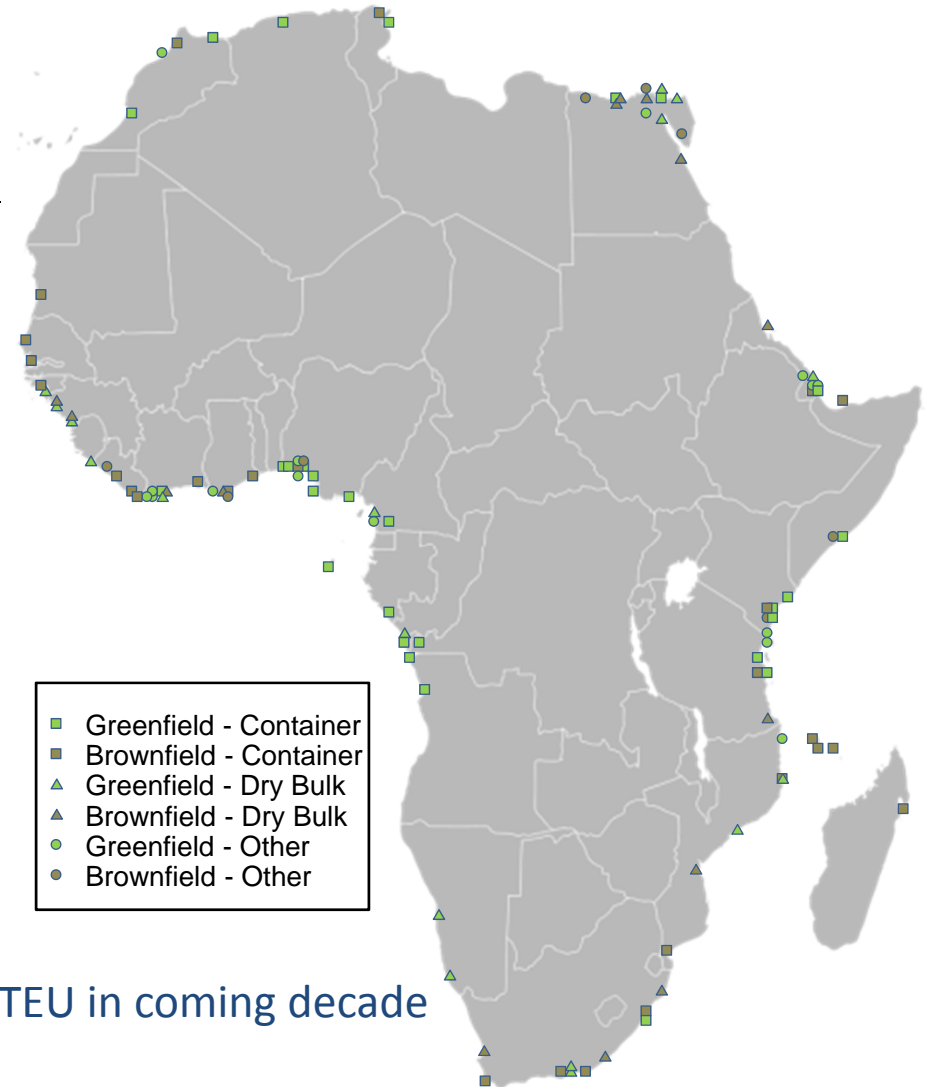 Greenfield - Container
Brownfield - Container
Greenfield - Dry Bulk
Brownfield - Dry Bulk
Greenfield - Other
Brownfield - Other
TEU in coming decade